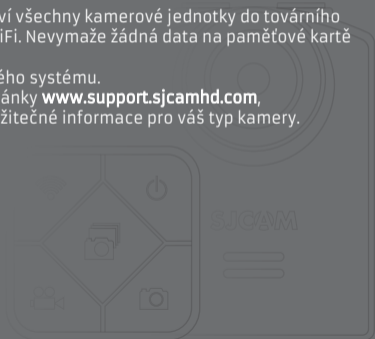 ví všechny kamerové jednotky do továrního
iFi. Nevymaže žádná data na paměťové kartě
ého systému.
ánky www.support.sjcamhd.com,
žitečné informace pro váš typ kamery.
SJCAM